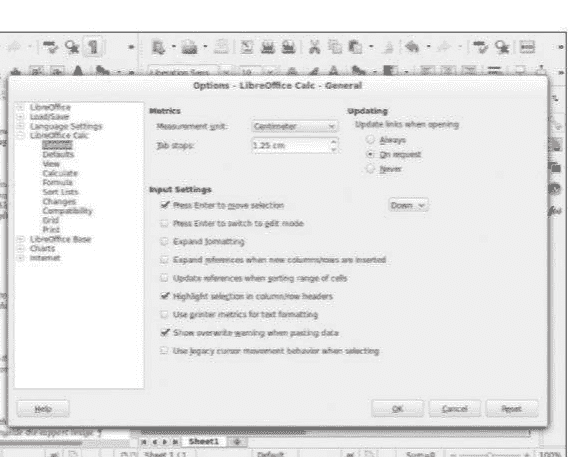 Options - LibreOffice Calc - General
LibreOffice
Load/Save
Language Settings
LibreOffice Calc
General
Defaults
View
Calculate
Formula
Sort Lists
Changes
Compatibility
Grid
Print
LibreOffice Base
Charts
Internet
Metrics
Measurement unit: Centimeter
Tab stops: 1.25 cm
Updating
Update links when opening
Always
On request
Never
Input Settings
Press Enter to move selection Down
Press Enter to switch to edit mode
Expand formatting
Expand references when new columns/rows are inserted
Update references when sorting range of cells
Highlight selection in column/row headers
Use printer metrics for text formatting
Show overwrite warning when pasting data
Use legacy cursor movement behavior when selecting
Help OK Cancel Reset
Sheet1
Default Sum=0 100%